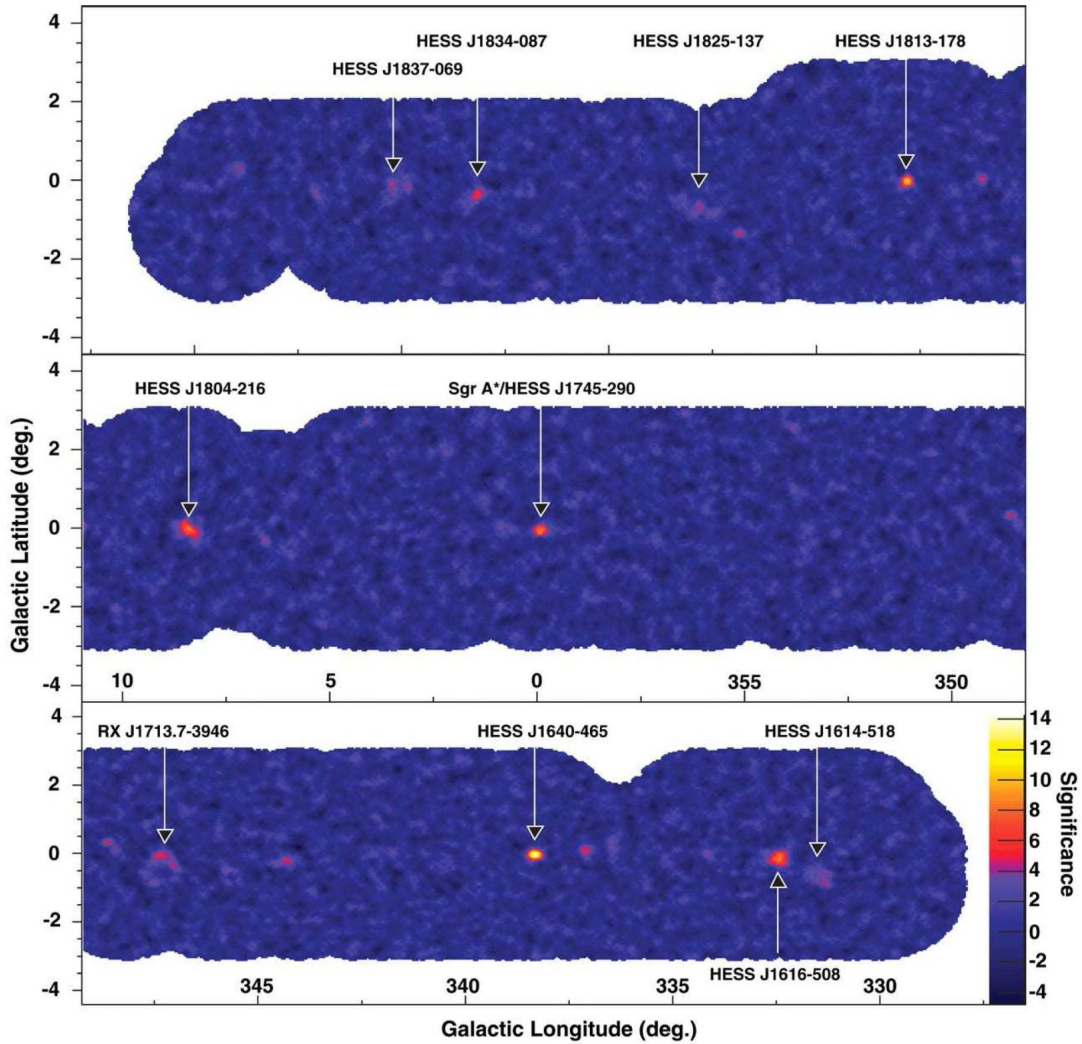 4
HESS J1834-087
HESS J1825-137
HESS J1813-178
HESS J1837-069
2
0
-2
-4
4
HESS J1804-216
Sgr A*/HESS J1745-290
2
0
-2
-4
10
5
0
355
350
Galactic Latitude (deg.)
4
RX J1713.7-3946
HESS J1640-465
HESS J1614-518
2
0
-2
-4
HESS J1616-508
345
340
335
330
Galactic Longitude (deg.)
14
12
10
8
6
4
2
0
-2
-4
Significance